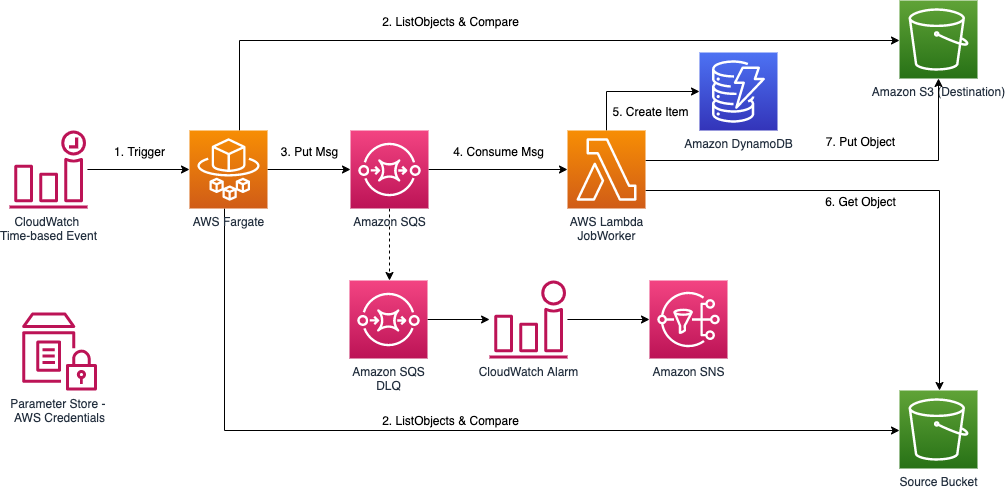 2. ListObjects & Compare
Amazon S3 (Destination)
5. Create Item
Amazon DynamoDB
7. Put Object
1. Trigger
3. Put Msg
4. Consume Msg
6. Get Object
CloudWatch
Time-based Event
AWS Fargate
Amazon SQS
AWS Lambda
JobWorker
Amazon SQS
DLQ
CloudWatch Alarm
Amazon SNS
Parameter Store -
AWS Credentials
2. ListObjects & Compare
Source Bucket